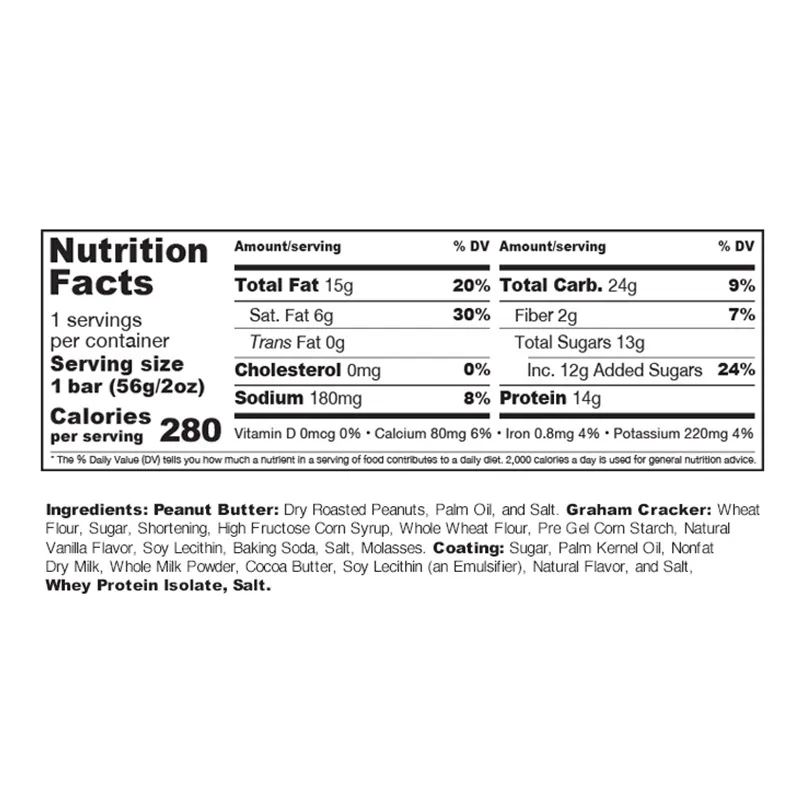 Nutrition Facts
1 servings per container
Serving size
1 bar (56g/2oz)
Calories per serving 280
Amount/serving % DV
Total Fat 15g 20%
Sat. Fat 6g 30%
Trans Fat 0g
Cholesterol 0mg 0%
Sodium 180mg 8%
Amount/serving % DV
Total Carb. 24g 9%
Fiber 2g 7%
Total Sugars 13g
Inc. 12g Added Sugars 24%
Protein 14g
Vitamin D 0mcg 0% • Calcium 80mg 6% • Iron 0.8mg 4% • Potassium 220mg 4%
* The % Daily Value (DV) tells you how much a nutrient in a serving of food contributes to a daily diet. 2,000 calories a day is used for general nutrition advice.
Ingredients: Peanut Butter: Dry Roasted Peanuts, Palm Oil, and Salt. Graham Cracker: Wheat
Flour, Sugar, Shortening, High Fructose Corn Syrup, Whole Wheat Flour, Pre Gel Corn Starch, Natural
Vanilla Flavor, Soy Lecithin, Baking Soda, Salt, Molasses. Coating: Sugar, Palm Kernel Oil, Nonfat
Dry Milk, Whole Milk Powder, Cocoa Butter, Soy Lecithin (an Emulsifier), Natural Flavor, and Salt,
Whey Protein Isolate, Salt.